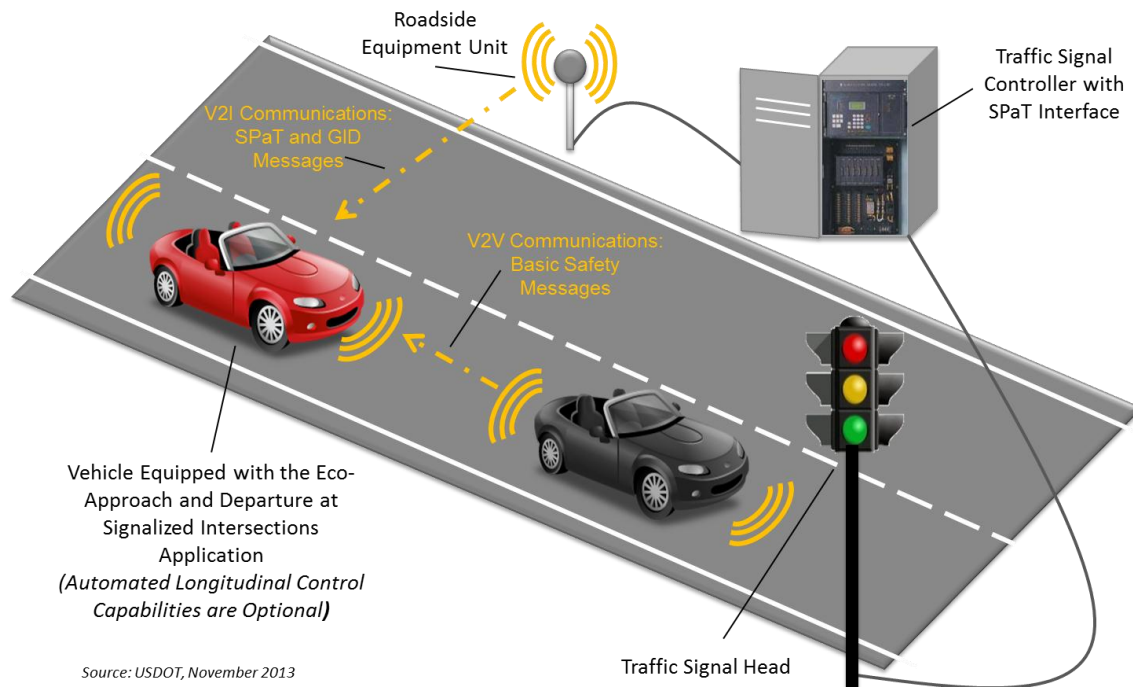 Roadside
Equipment Unit
Traffic Signal
Controller with
SPaT Interface
V2I Communications:
SPaT and GID
Messages
V2V Communications:
Basic Safety
Messages
Vehicle Equipped with the Eco-
Approach and Departure at
Signalized Intersections
Application
(Automated Longitudinal Control
Capabilities are Optional)
Traffic Signal Head
Source: USDOT, November 2013